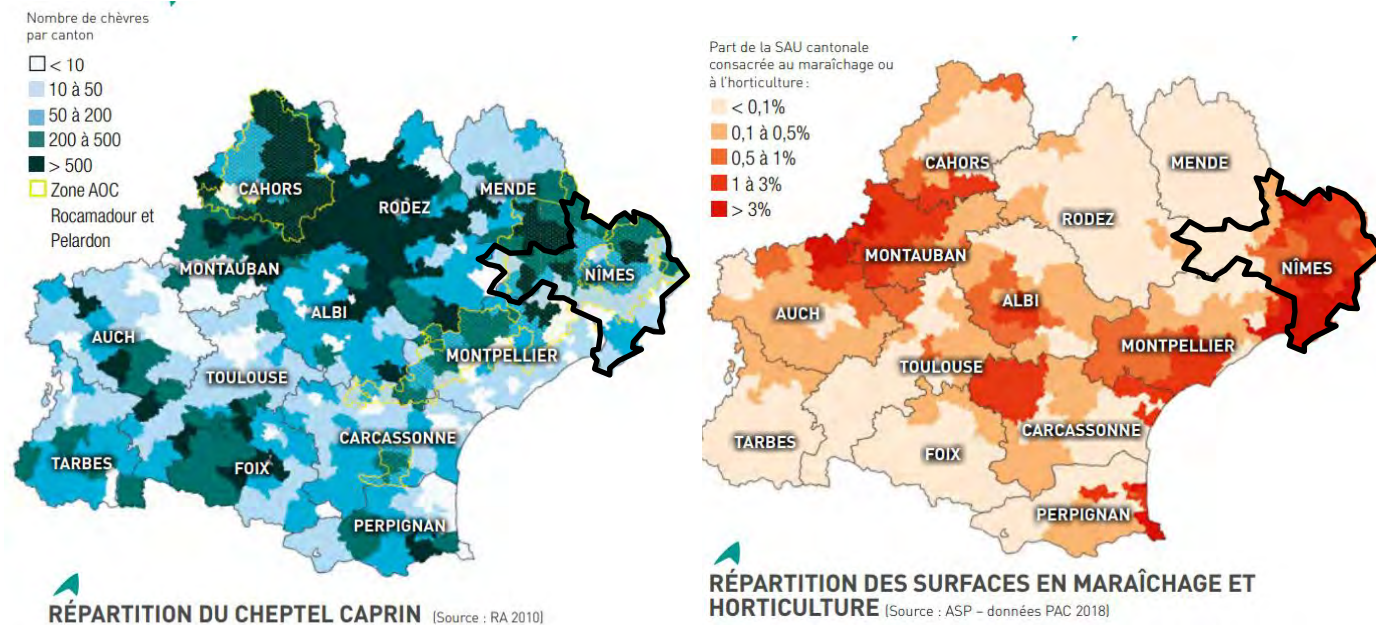 Nombre de chèvres
par canton
< 10
10 à 50
50 à 200
200 à 500
> 500
Zone AOC
Rocamadour et
Pelardon
CAHORS
RODEZ
MENDE
NÎMES
MONTAUBAN
ALBI
AUCH
TOULOUSE
MONTPELLIER
CARCASSONNE
TARBES
FOIX
PERPIGNAN
RÉPARTITION DU CHEPTEL CAPRIN (Source : RA 2010)
Part de la SAU cantonale
consacrée au maraîchage ou
à l'horticulture :
< 0,1%
0,1 à 0,5%
0,5 à 1%
1 à 3%
> 3%
CAHORS
MENDE
RODEZ
NÎMES
MONTAUBAN
ALBI
AUCH
MONTPELLIER
TOULOUSE
CARCASSONNE
TARBES
FOIX
PERPIGNAN
RÉPARTITION DES SURFACES EN MARAÎCHAGE ET
HORTICULTURE (Source : ASP – données PAC 2018)